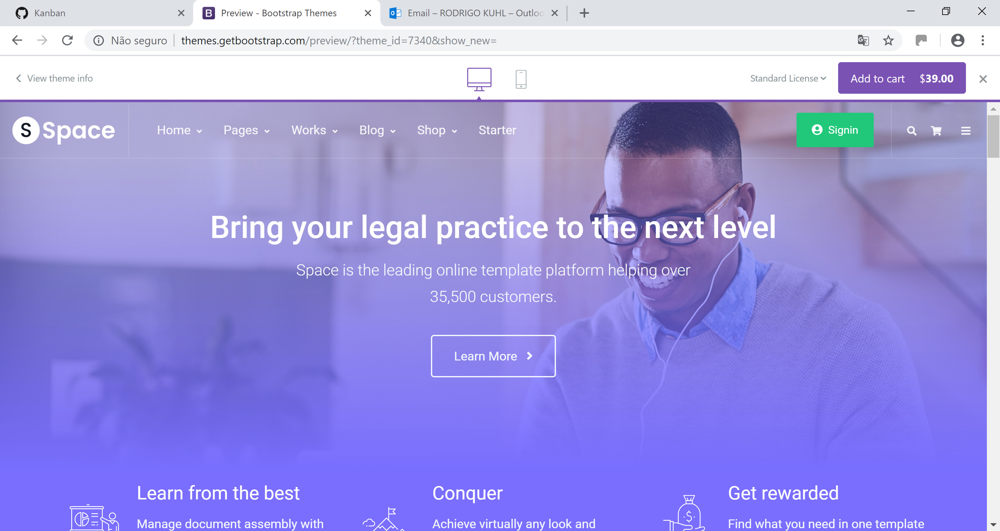 Kanban
Preview - Bootstrap Themes
Email – RODRIGO KUHL – Outloo
Não seguro
themes.getbootstrap.com/preview/?theme_id=7340&show_new=
View theme info
Standard License
Add to cart $39.00
S Space
Home
Pages
Works
Blog
Shop
Starter
Signin
Bring your legal practice to the next level
Space is the leading online template platform helping over
35,500 customers.
Learn More
Learn from the best
Manage document assembly with
Conquer
Achieve virtually any look and
Get rewarded
Find what you need in one template